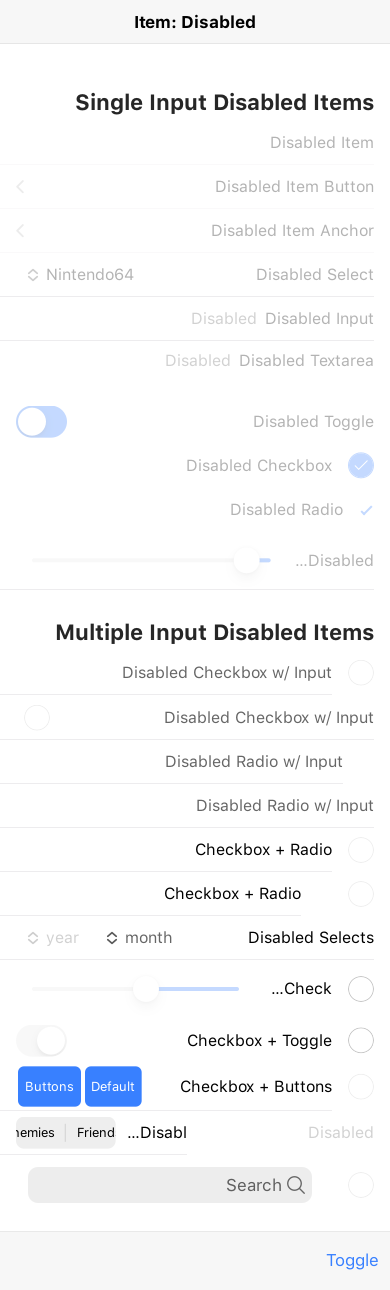 Item: Disabled
Single Input Disabled Items
Disabled Item
Disabled Item Button
Disabled Item Anchor
Disabled Select Nintendo64
Disabled Input Disabled
Disabled Textarea Disabled
Disabled Toggle
Disabled Checkbox
Disabled Radio
...Disabled
Multiple Input Disabled Items
Disabled Checkbox w/ Input
Disabled Checkbox w/ Input
Disabled Radio w/ Input
Disabled Radio w/ Input
Checkbox + Radio
Checkbox + Radio
Disabled Selects month year
...Check
Checkbox + Toggle
Checkbox + Buttons Default Buttons
Disabled ...Disabl Friend nemies
Search
Toggle